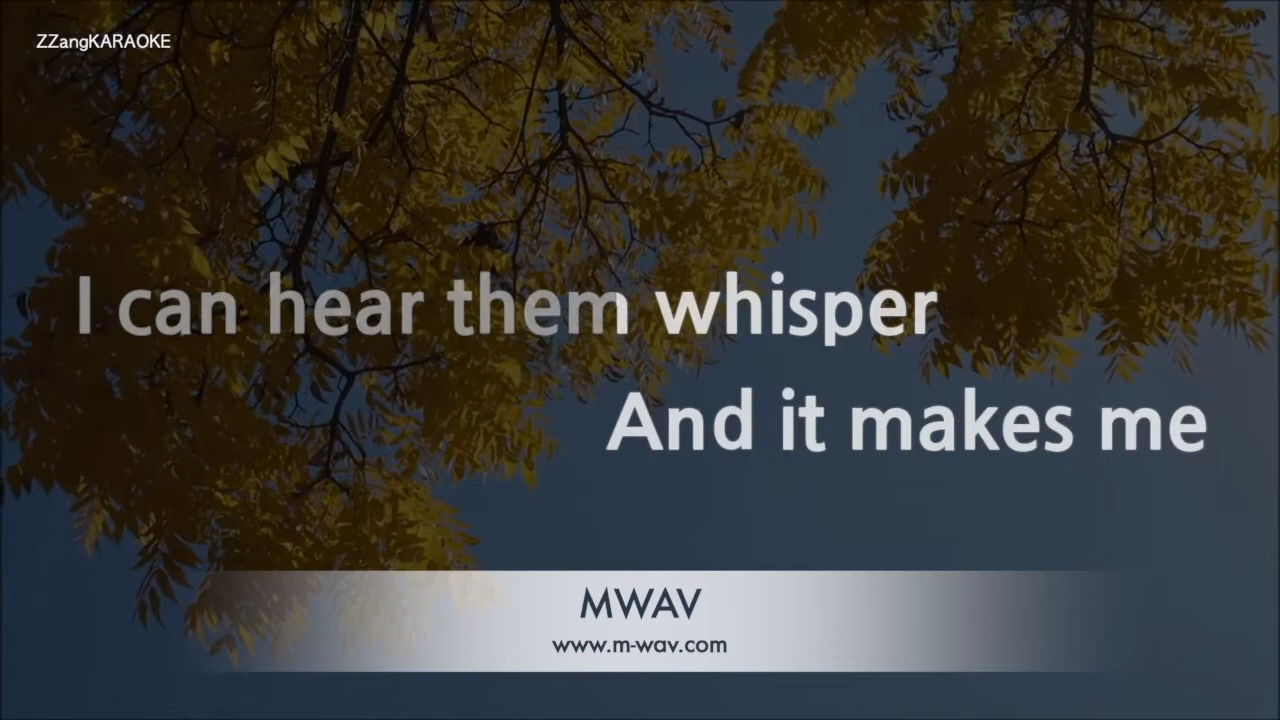 ZZangKARAOKE
I can hear them whisper
And it makes me
MWAV
www.m-wav.com